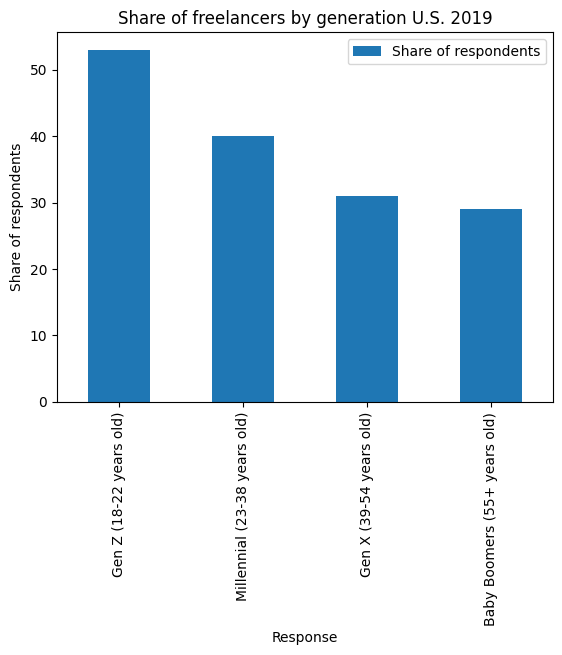 Share of freelancers by generation U.S. 2019
Share of respondents
Share of respondents
50
40
30
20
10
0
Gen Z (18-22 years old)
Millennial (23-38 years old)
Gen X (39-54 years old)
Baby Boomers (55+ years old)
Response